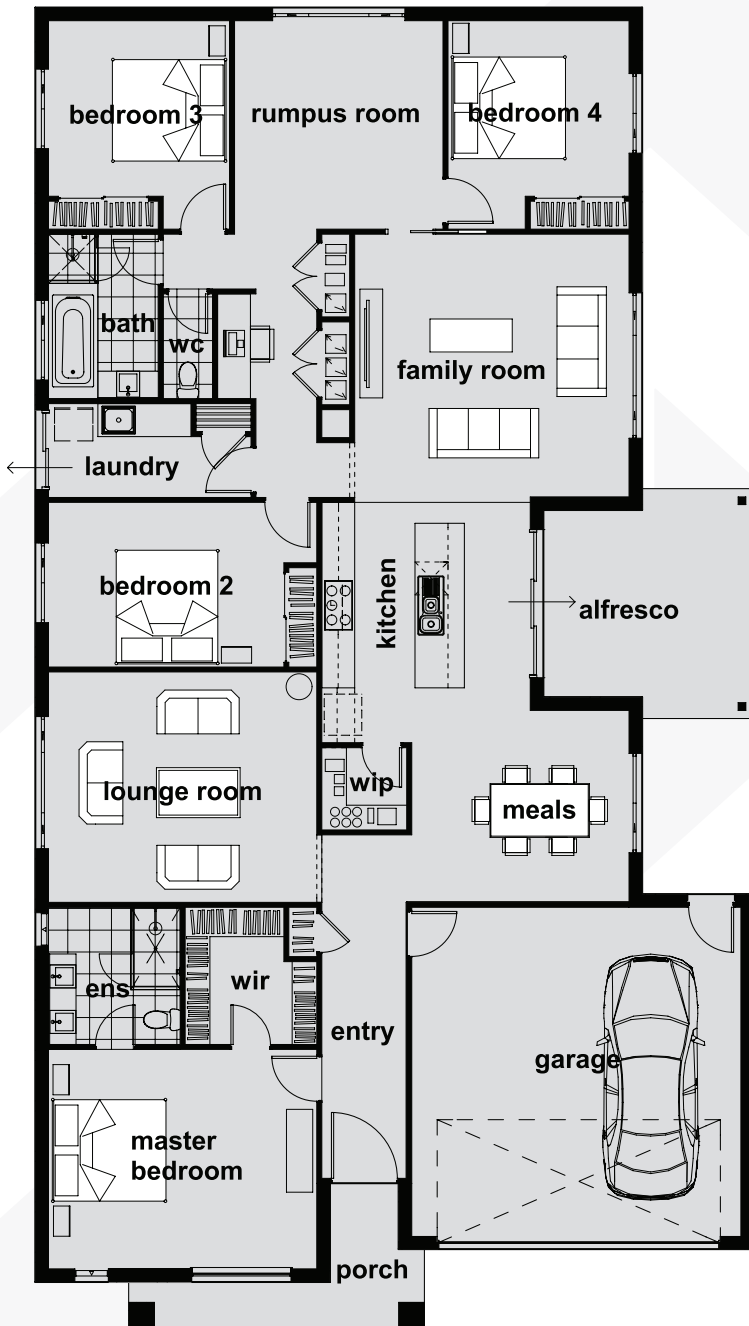 bedroom 3
rumpus room
bedroom 4
bath
wc
family room
laundry
bedroom 2
kitchen
alfresco
lounge room
wip
meals
ens
wir
entry
garage
master
bedroom
porch